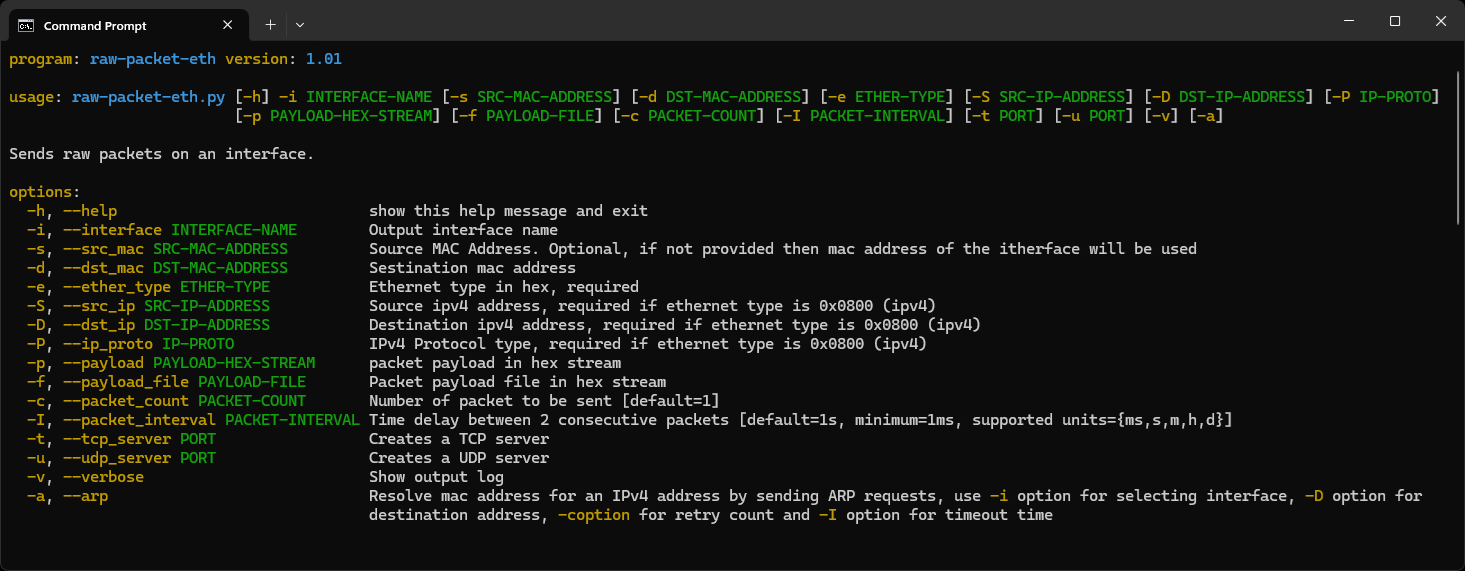 Command Prompt
program: raw-packet-eth version: 1.01
usage: raw-packet-eth.py [-h] -i INTERFACE-NAME [-s SRC-MAC-ADDRESS] [-d DST-MAC-ADDRESS] [-e ETHER-TYPE] [-S SRC-IP-ADDRESS] [-D DST-IP-ADDRESS] [-P IP-PROTO]
[-p PAYLOAD-HEX-STREAM] [-f PAYLOAD-FILE] [-c PACKET-COUNT] [-I PACKET-INTERVAL] [-t PORT] [-u PORT] [-v] [-a]
Sends raw packets on an interface.
options:
-h, --help show this help message and exit
-i, --interface INTERFACE-NAME Output interface name
-s, --src_mac SRC-MAC-ADDRESS Source MAC Address. Optional, if not provided then mac address of the itherface will be used
-d, --dst_mac DST-MAC-ADDRESS Sestination mac address
-e, --ether_type ETHER-TYPE Ethernet type in hex, required
-S, --src_ip SRC-IP-ADDRESS Source ipv4 address, required if ethernet type is 0x0800 (ipv4)
-D, --dst_ip DST-IP-ADDRESS Destination ipv4 address, required if ethernet type is 0x0800 (ipv4)
-P, --ip_proto IP-PROTO IPv4 Protocol type, required if ethernet type is 0x0800 (ipv4)
-p, --payload PAYLOAD-HEX-STREAM packet payload in hex stream
-f, --payload_file PAYLOAD-FILE Packet payload file in hex stream
-c, --packet_count PACKET-COUNT Number of packet to be sent [default=1]
-I, --packet_interval PACKET-INTERVAL Time delay between 2 consecutive packets [default=1s, minimum=1ms, supported units={ms,s,m,h,d}]
-t, --tcp_server PORT Creates a TCP server
-u, --udp_server PORT Creates a UDP server
-v, --verbose Show output log
-a, --arp Resolve mac address for an IPv4 address by sending ARP requests, use -i option for selecting interface, -D option for
destination address, -coption for retry count and -I option for timeout time